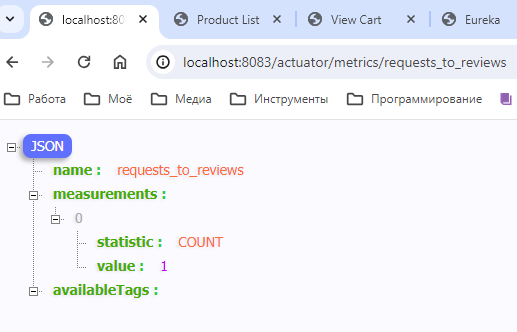 localhost:80
Product List
View Cart
Eureka
localhost:8083/actuator/metrics/requests_to_reviews
Работа
Моё
Медиа
Инструменты
Программирование
JSON
name : requests_to_reviews
measurements :
0
statistic : COUNT
value : 1
availableTags :